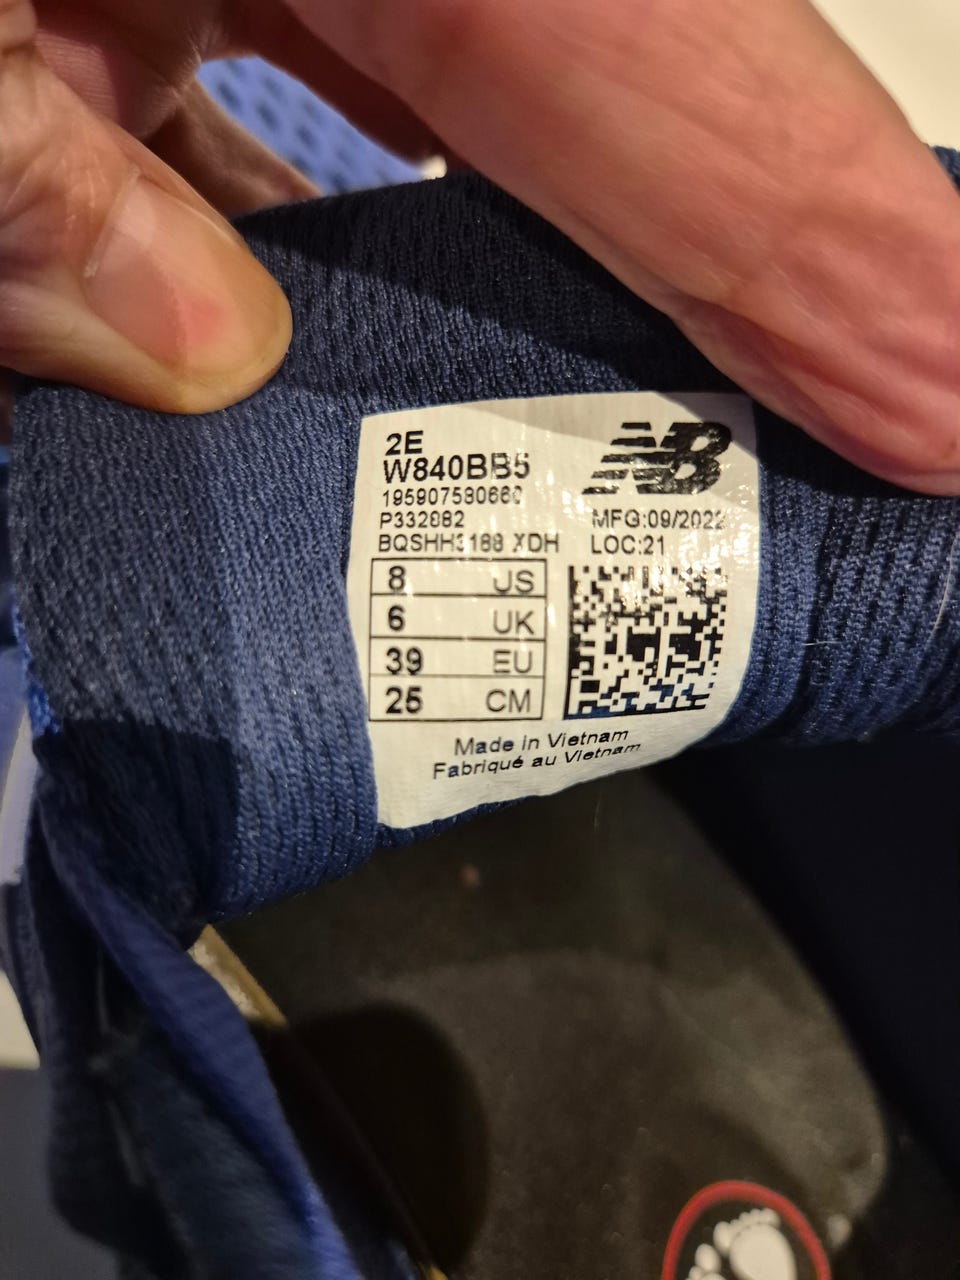 2E
W840BB5
NB
195907580660
P332882
MFG:09/2022
BQSHH3188 XDH
LOC:21
8 US
6 UK
39 EU
25 CM
Made in Vietnam
Fabriqué au Vietnam